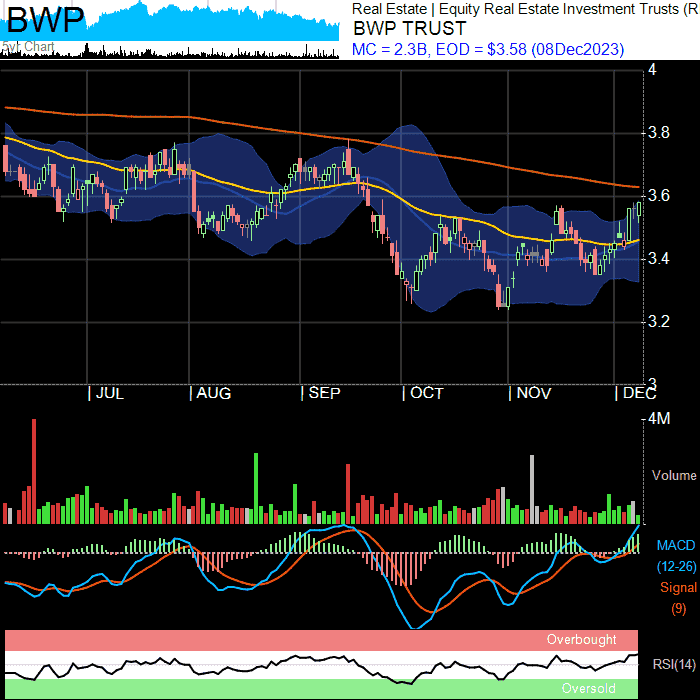 BWP
5yr Chart
Real Estate | Equity Real Estate Investment Trusts (R
BWP TRUST
MC = 2.3B, EOD = $3.58 (08Dec2023)
4
3.8
3.6
3.4
3.2
3
| JUL | AUG | SEP | OCT | NOV | DEC
4M
Volume
MACD
(12-26)
Signal
(9)
Overbought
RSI(14)
Oversold